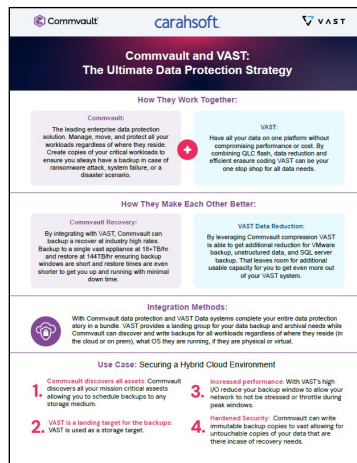 Commvault
carahsoft.
VAST
Commvault and VAST:
The Ultimate Data Protection Strategy
How They Work Together:
Commvault:
The leading enterprise data protection
solution. Manage, move, and protect all your
workloads regardless of where they reside.
Create copies of your critical workloads to
ensure you always have a backup in case of
ransomware attack, system failure, or a
disaster scenario.
+
VAST:
Have all your data on one platform without
compromising performance or cost. By
combining QLC flash, data reduction and
efficient erasure coding VAST can be your
one stop shop for all data needs.
How They Make Each Other Better:
Commvault Recovery:
By integrating with VAST, Commvault can
backup a recover at industry high rates.
Backup to a single vast appliance at 18+TB/hr
and restore at 144TB/hr ensuring backup
windows are short and restore times are even
shorter to get you up and running with minimal
down time.
VAST Data Reduction:
By leveraging Commvault compression VAST
is able to get additional reduction for VMware
backup, unstructured data, and SQL server
backup. That leaves room for additional
usable capacity for you to get even more out
of your VAST system.
Integration Methods:
With Commvault data protection and VAST Data systems complete your entire data protection
story in a bundle. VAST provides a landing group for your data backup and archival needs while
Commvault can discover and write backups for all workloads regardless of where they reside (in
the cloud or on prem), what OS they are running, if they are physical or virtual.
Use Case: Securing a Hybrid Cloud Environment
1. Commvault discovers all assets: Commvault
discovers all your mission critical assests
allowing you to schedule backups to any
storage medium.
2. VAST is a landing target for the backups:
VAST is used as a storage target.
3. Increased performance: With VAST's high
I/O reduce your backup window to allow your
network to not be stressed or throttle during
peak windows.
4. Hardened Security: Commvault can write
immutable backup copies to vast allowing for
untouchable copies of your data that are
there incase of recovery needs.